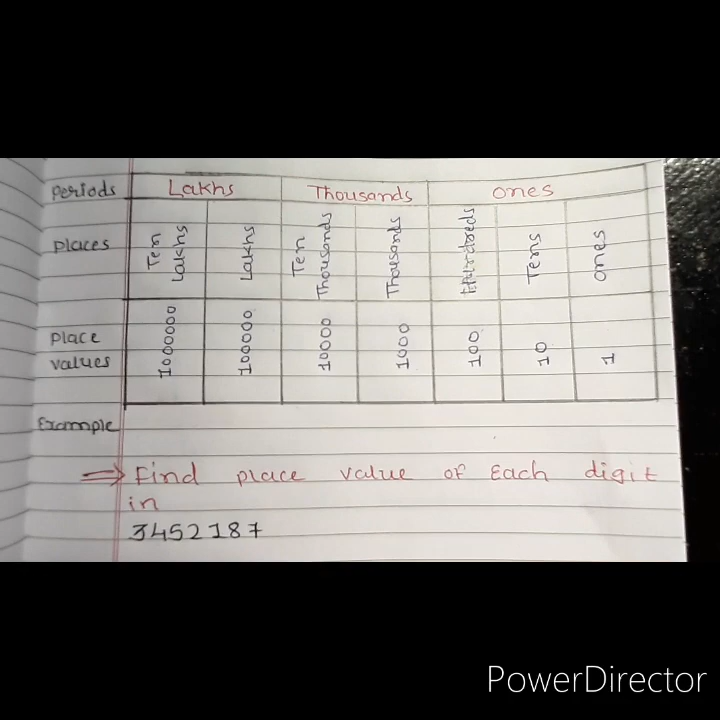 Periods Lakhs Thousands Ones
Places Ten Lakhs Lakhs Ten Thousands Thousands Hundreds Tens Ones
Place values 1000000 100000 10000 1000 100 10 1
Example
⇒ Find place value of Each digit
in
3452187
PowerDirector